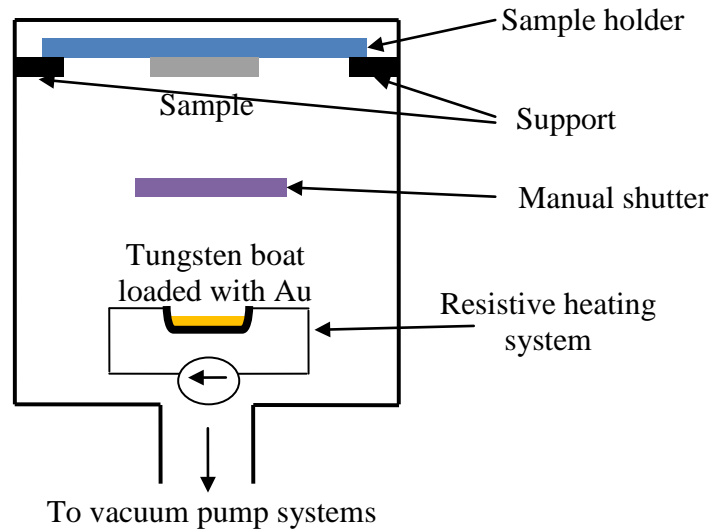 Sample holder
Sample
Support
Manual shutter
Tungsten boat
loaded with Au
Resistive heating
system
To vacuum pump systems